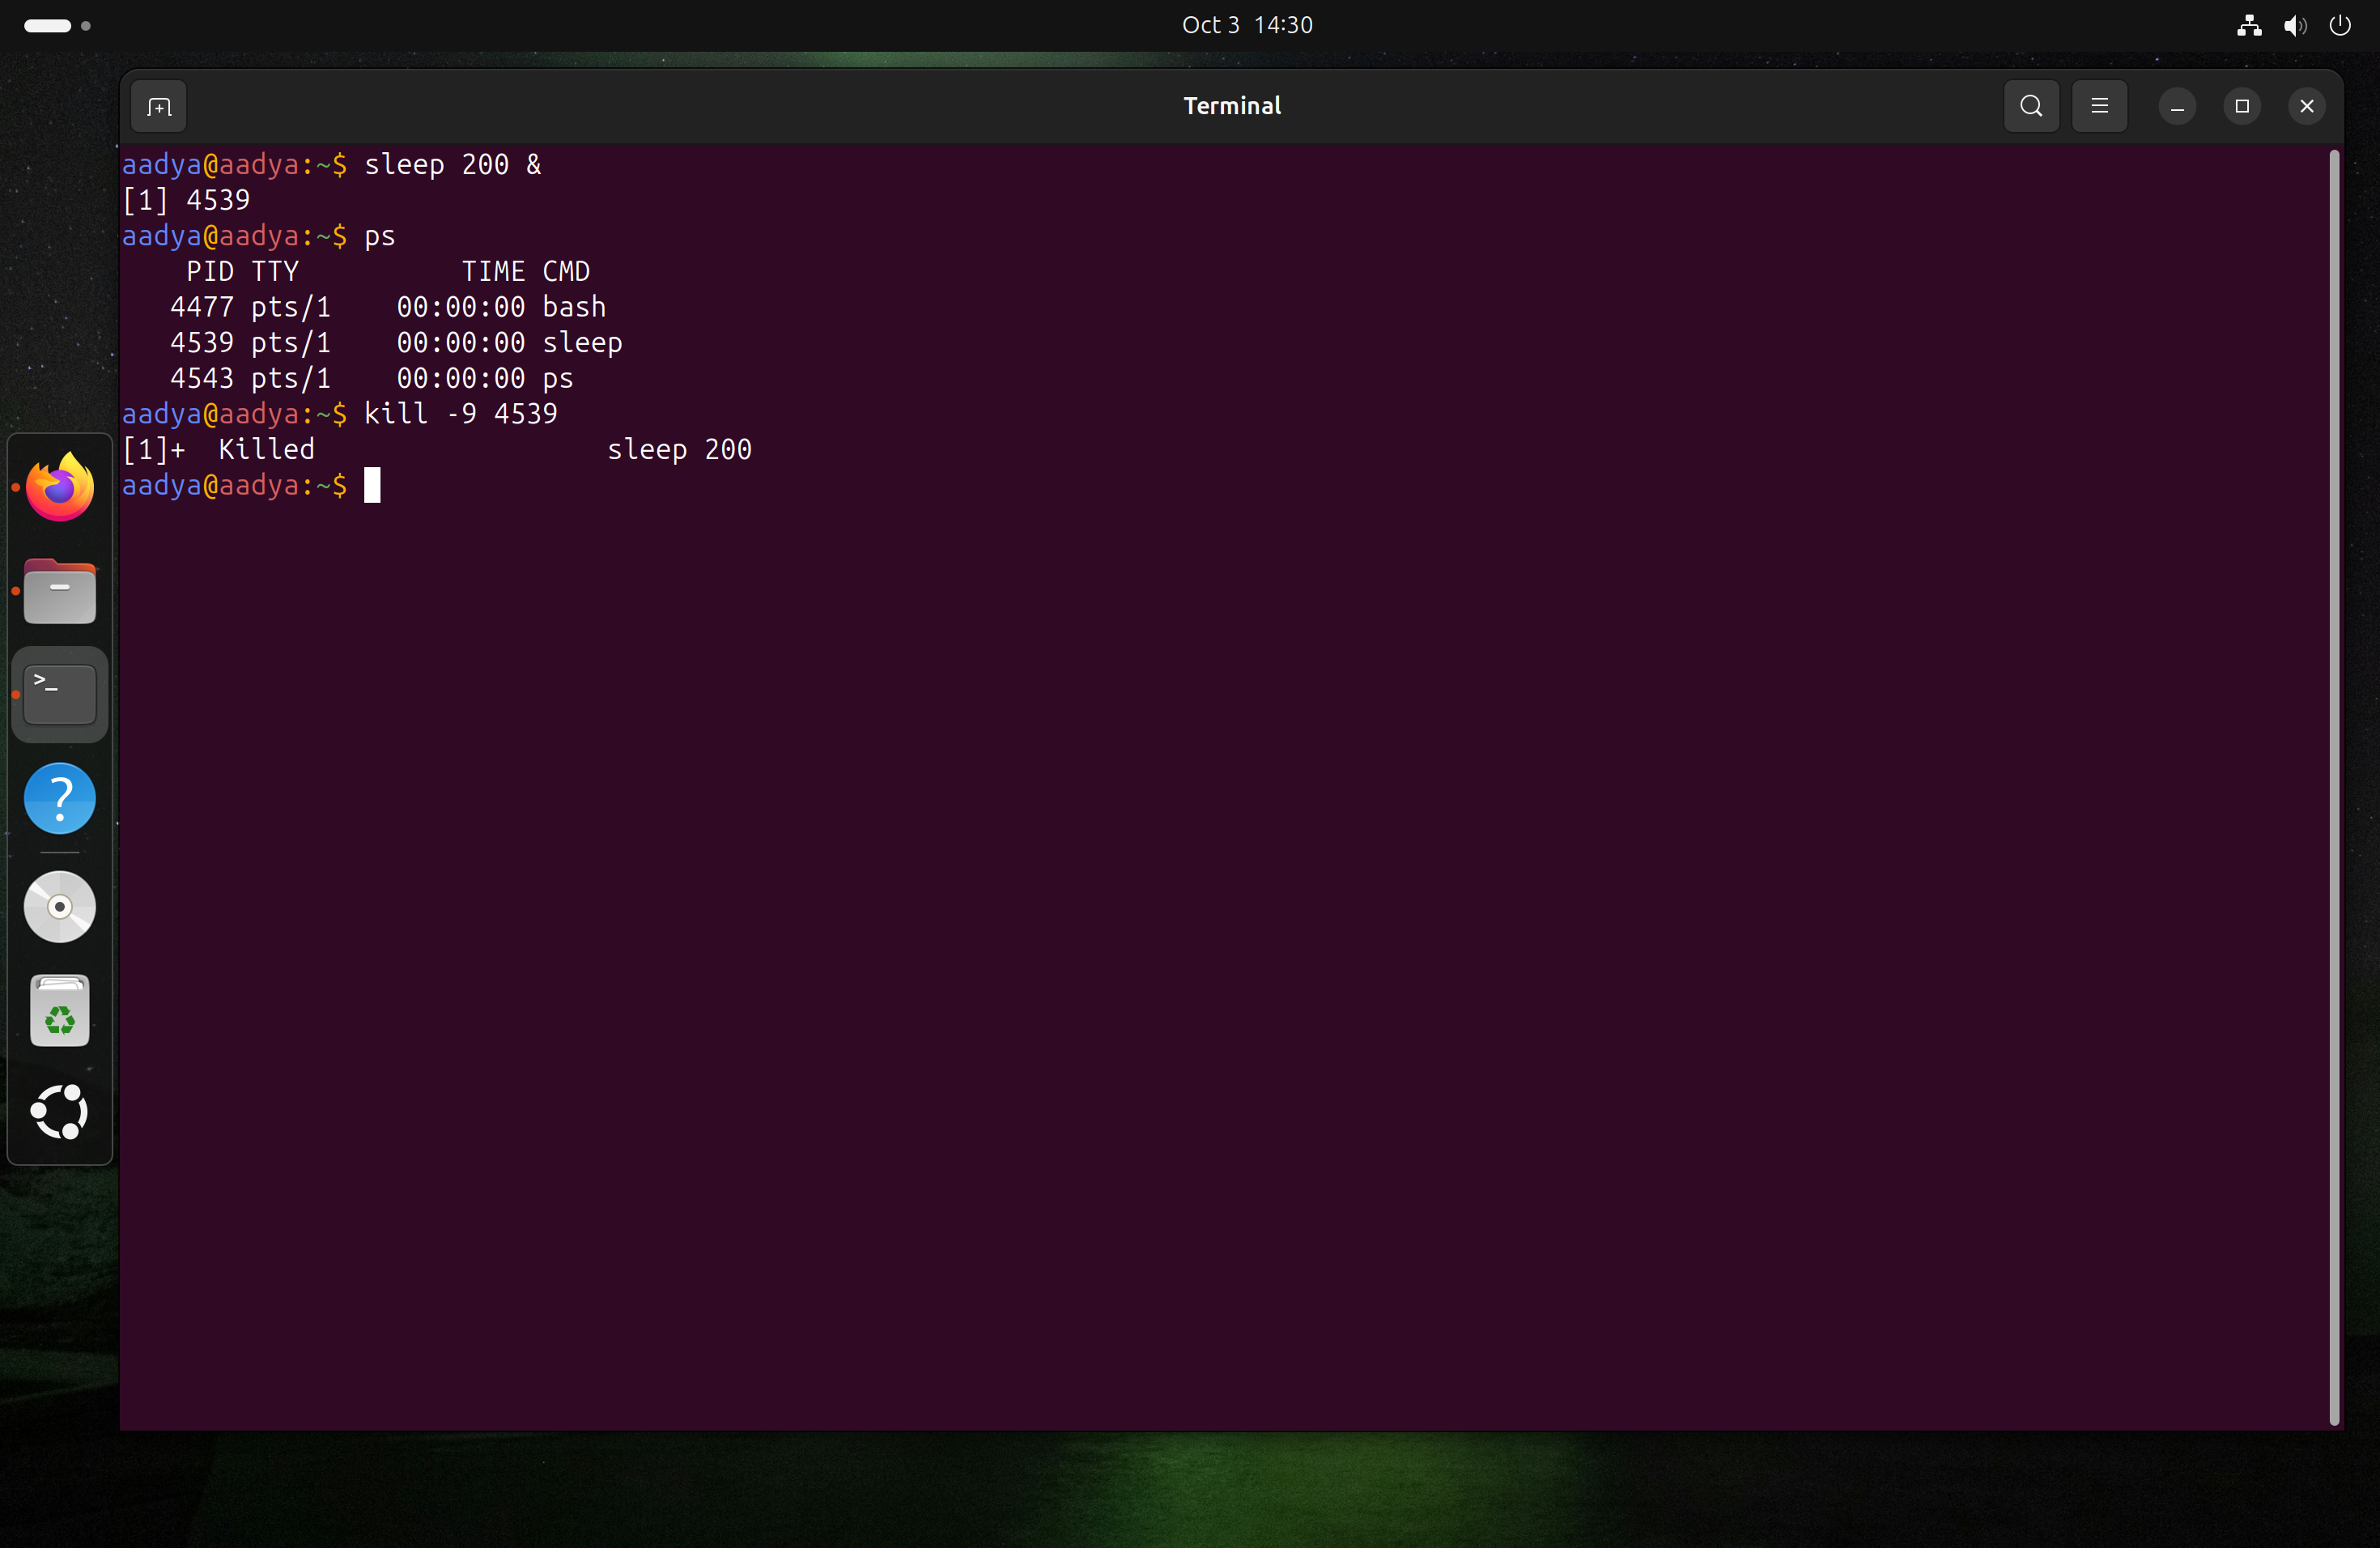 Oct 3  14:30
Terminal
aadya@aadya:~$ sleep 200 &
[1] 4539
aadya@aadya:~$ ps
    PID TTY          TIME CMD
   4477 pts/1    00:00:00 bash
   4539 pts/1    00:00:00 sleep
   4543 pts/1    00:00:00 ps
aadya@aadya:~$ kill -9 4539
[1]+  Killed                  sleep 200
aadya@aadya:~$